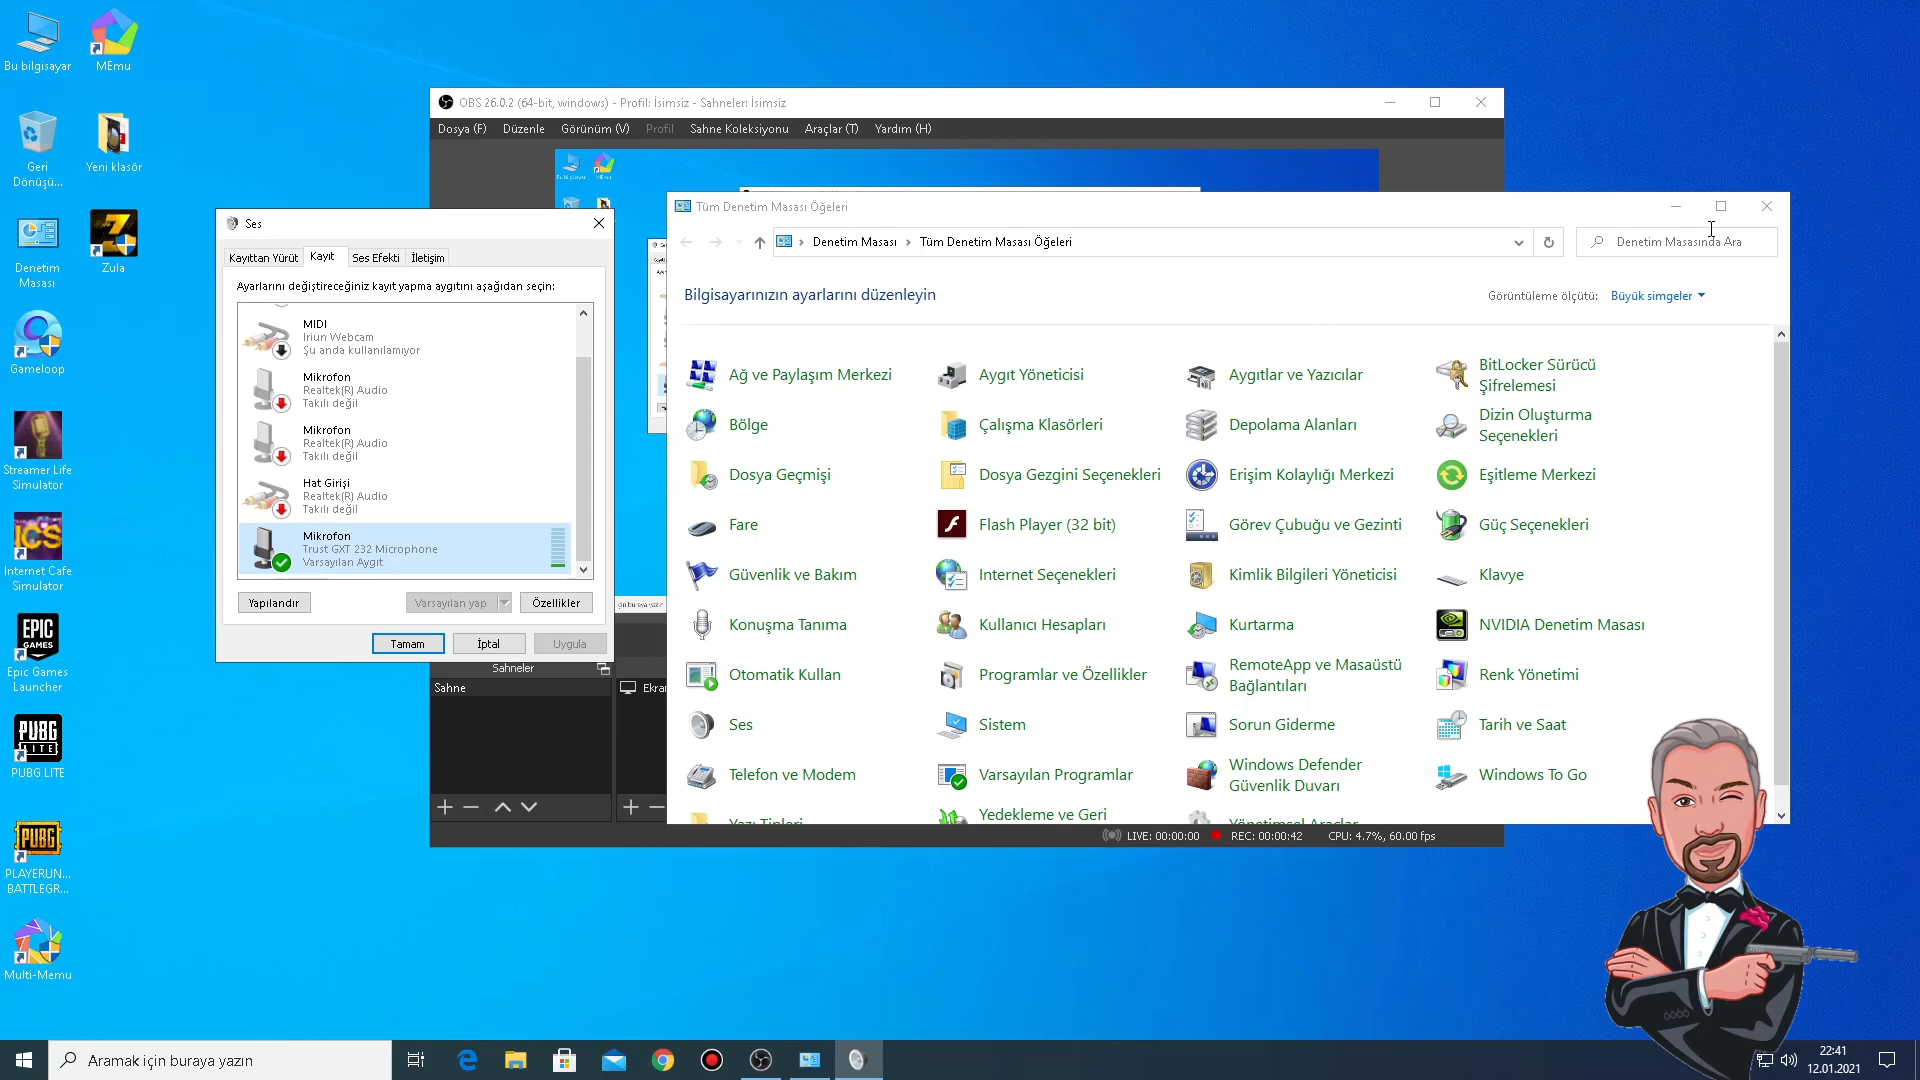 Bu bilgisayar
MEmu
Geri
Dönüşü...
Yeni klasör
Denetim
Masası
Zula
Gameloop
Streamer Life
Simulator
Internet Cafe
Simulator
EPIC
GAMES
Epic Games
Launcher
PUBG
LITE
PUBG LITE
PUBG
PLAYERUN...
BATTLEGR...
Multi-Memu
OBS 26.0.2 (64-bit, windows) - Profil: İsimsiz - Sahneler: İsimsiz
Dosya (F) Düzenle Görünüm (V) Profil Sahne Koleksiyonu Araçlar (T) Yardım (H)
Ses
Kayıttan Yürüt Kayıt Ses Efekti İletişim
Ayarlarını değiştireceğiniz kayıt yapma aygıtını aşağıdan seçin:
MIDI
Iriun Webcam
Şu anda kullanılamıyor
Mikrofon
Realtek(R) Audio
Takılı değil
Mikrofon
Realtek(R) Audio
Takılı değil
Hat Girişi
Realtek(R) Audio
Takılı değil
Mikrofon
Trust GXT 232 Microphone
Varsayılan Aygıt
Yapılandır Varsayılan yap Özellikler
Tamam İptal Uygula
Sahneler
Sahne
Ekra
Tüm Denetim Masası Öğeleri
Denetim Masası › Tüm Denetim Masası Öğeleri
Denetim Masasında Ara
Bilgisayarınızın ayarlarını düzenleyin
Görüntüleme ölçütü: Büyük simgeler
Ağ ve Paylaşım Merkezi
Aygıt Yöneticisi
Aygıtlar ve Yazıcılar
BitLocker Sürücü
Şifrelemesi
Bölge
Çalışma Klasörleri
Depolama Alanları
Dizin Oluşturma
Seçenekleri
Dosya Geçmişi
Dosya Gezgini Seçenekleri
Erişim Kolaylığı Merkezi
Eşitleme Merkezi
Fare
Flash Player (32 bit)
Görev Çubuğu ve Gezinti
Güç Seçenekleri
Güvenlik ve Bakım
Internet Seçenekleri
Kimlik Bilgileri Yöneticisi
Klavye
Konuşma Tanıma
Kullanıcı Hesapları
Kurtarma
NVIDIA Denetim Masası
Otomatik Kullan
Programlar ve Özellikler
RemoteApp ve Masaüstü
Bağlantıları
Renk Yönetimi
Ses
Sistem
Sorun Giderme
Tarih ve Saat
Telefon ve Modem
Varsayılan Programlar
Windows Defender
Güvenlik Duvarı
Windows To Go
Yazı Tipleri
Yedekleme ve Geri
Yönetimsel Araçlar
LIVE: 00:00:00 REC: 00:00:42 CPU: 4.7%, 60.00 fps
Aramak için buraya yazın
22:41
12.01.2021